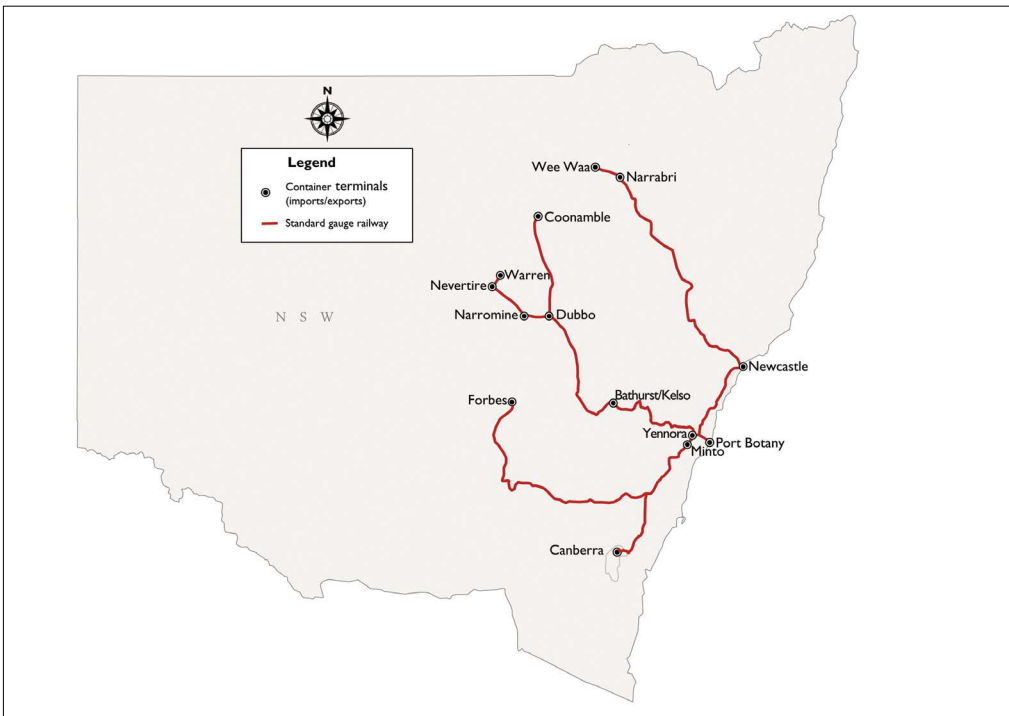 N
Legend
Container terminals
(imports/exports)
Standard gauge railway
Wee Waa
Narrabri
Coonamble
Warren
Nevertire
Narromine
Dubbo
N S W
Newcastle
Forbes
Bathurst/Kelso
Yennora
Port Botany
Minto
Canberra